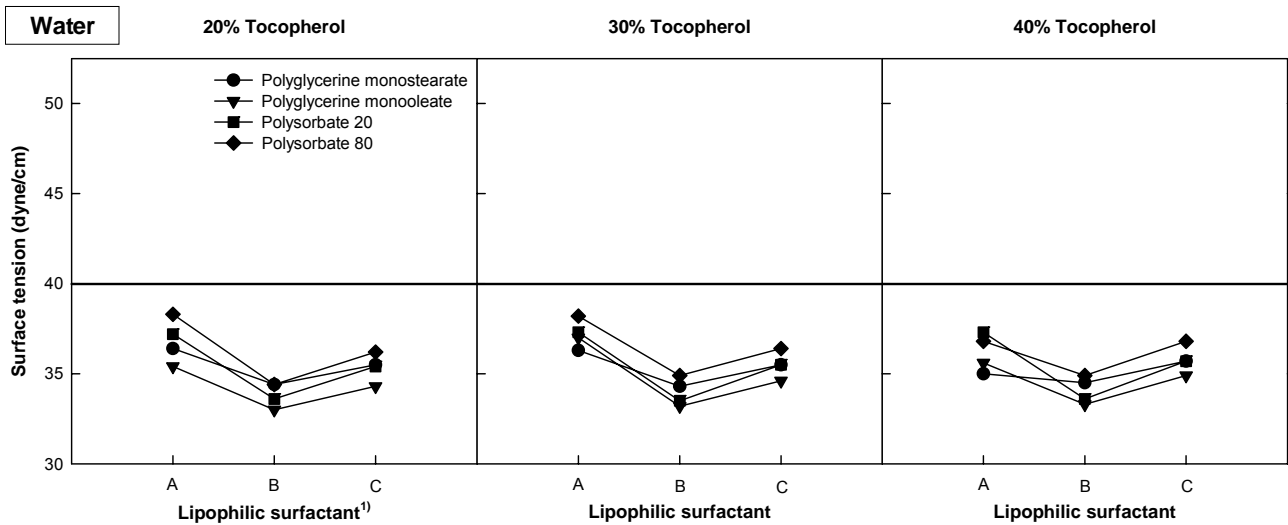 Water
20% Tocopherol
30% Tocopherol
40% Tocopherol
Polyglycerine monostearate
Polyglycerine monooleate
Polysorbate 20
Polysorbate 80
Surface tension (dyne/cm)
50
45
40
35
30
A B C
A B C
A B C
Lipophilic surfactant¹⁾
Lipophilic surfactant
Lipophilic surfactant